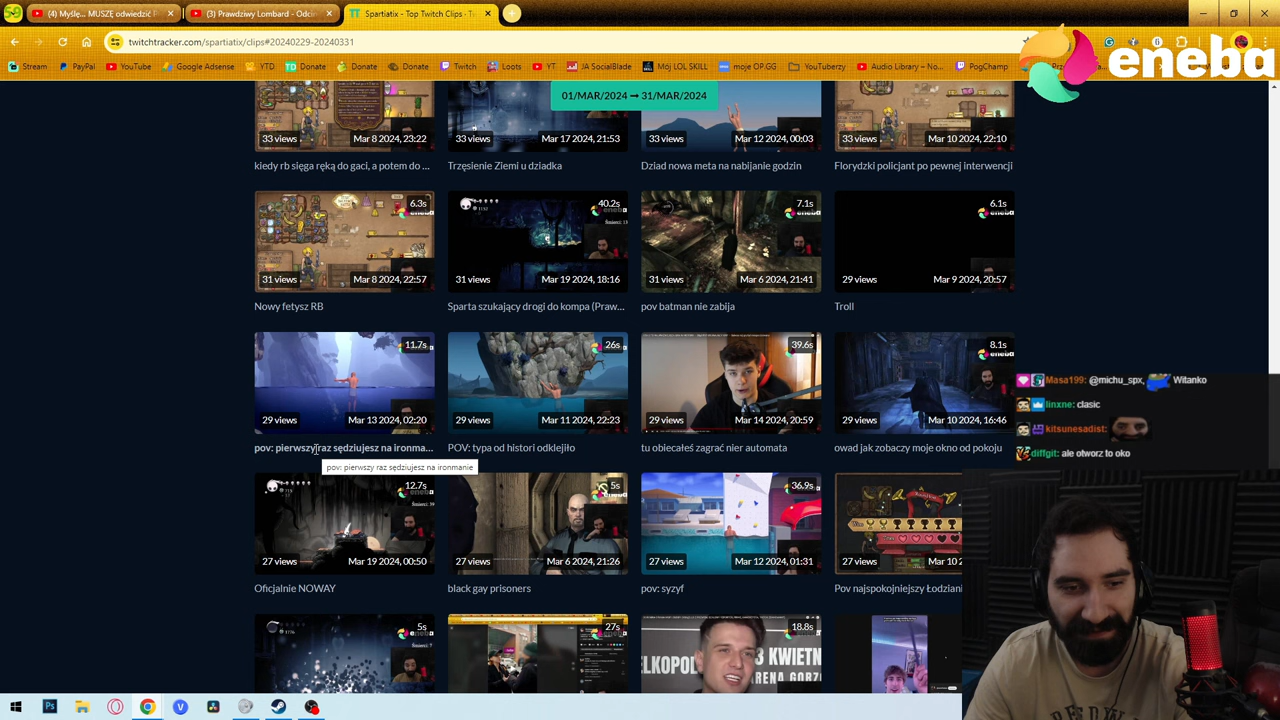 (4) Myślę... MUSZĘ odwiedzić
(3) Prawdziwy Lombard - Odci
Spartiatix - Top Twitch Clips - T
twitchtracker.com/spartiatix/clips#20240229-20240331
Stream
PayPal
YouTube
Google Adsense
YTD
Donate
Donate
Donate
Twitch
Loots
YT
JA SocialBlade
Mój LOL SKILL
moje OP.GG
YouTuberzy
Audio Library – No...
PogChamp
eneba
01/MAR/2024 → 31/MAR/2024
33 views Mar 8 2024, 23:22
33 views Mar 17 2024, 21:53
33 views Mar 12 2024, 00:03
33 views Mar 10 2024, 22:10
kiedy rb sięga ręką do gaci, a potem do ...
Trzęsienie Ziemi u dziadka
Dziad nowa meta na nabijanie godzin
Florydzki policjant po pewnej interwencji
6.3s
40.2s
7.1s
6.1s
31 views Mar 8 2024, 22:57
31 views Mar 19 2024, 18:16
31 views Mar 6 2024, 21:41
29 views Mar 9 2024, 20:57
Nowy fetysz RB
Sparta szukający drogi do kompa (Praw...
pov batman nie zabija
Troll
11.7s
26s
39.6s
8.1s
29 views Mar 13 2024, 02:20
29 views Mar 11 2024, 22:23
29 views Mar 14 2024, 20:59
29 views Mar 10 2024, 16:46
pov: pierwszy raz sędziujesz na ironma...
POV: typa od histori odklejiło
tu obiecałeś zagrać nier automata
owad jak zobaczy moje okno od pokoju
pov: pierwszy raz sędziujesz na ironmanie
Masa199: @michu_spx, Witanko
linxne: clasic
kitsunesadist:
diffgit: ale otworz to oko
12.7s
5s
36.9s
27 views Mar 19 2024, 00:50
27 views Mar 6 2024, 21:26
27 views Mar 12 2024, 01:31
27 views Mar 10 2
Oficjalnie NOWAY
black gay prisoners
pov: syzyf
Pov najspokojniejszy Łodziani
5s
27s
18.8s
ELKOPOL
3 KWIETN
ARENA GORZ